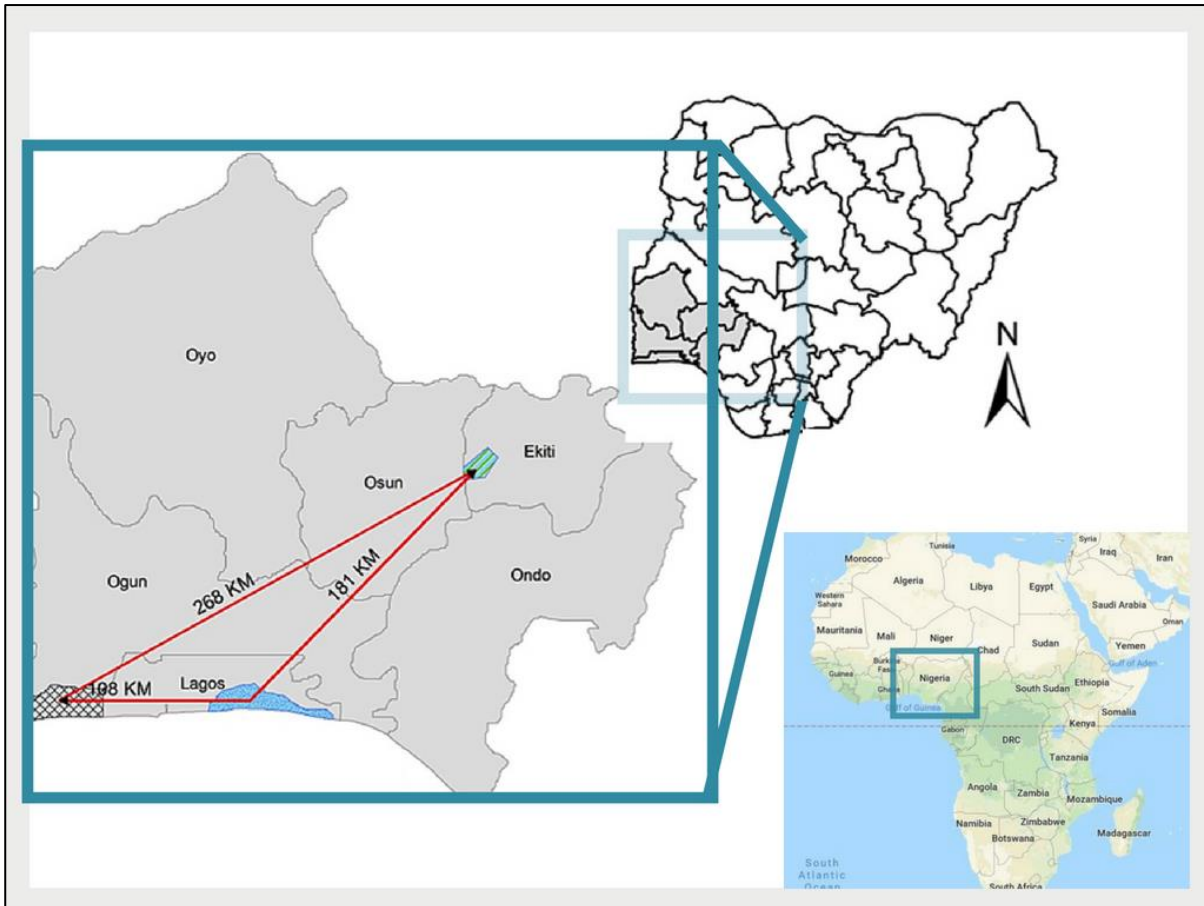 Oyo
Osun
Ekiti
Ogun
Ondo
Lagos
268 KM
181 KM
108 KM
N
Morocco
Tunisia
Syria
Iraq
Iran
Algeria
Libya
Egypt
Western
Sahara
Saudi Arabia
Oman
Mauritania
Mali
Niger
Chad
Sudan
Yemen
Gulf of Aden
Burkina
Faso
Guinea
Nigeria
Ghana
South Sudan
Ethiopia
Gulf of Guinea
Somalia
Gabon
Kenya
DRC
Tanzania
Angola
Zambia
Mozambique
Namibia
Zimbabwe
Botswana
Madagascar
South
Atlantic
Ocean
South Africa